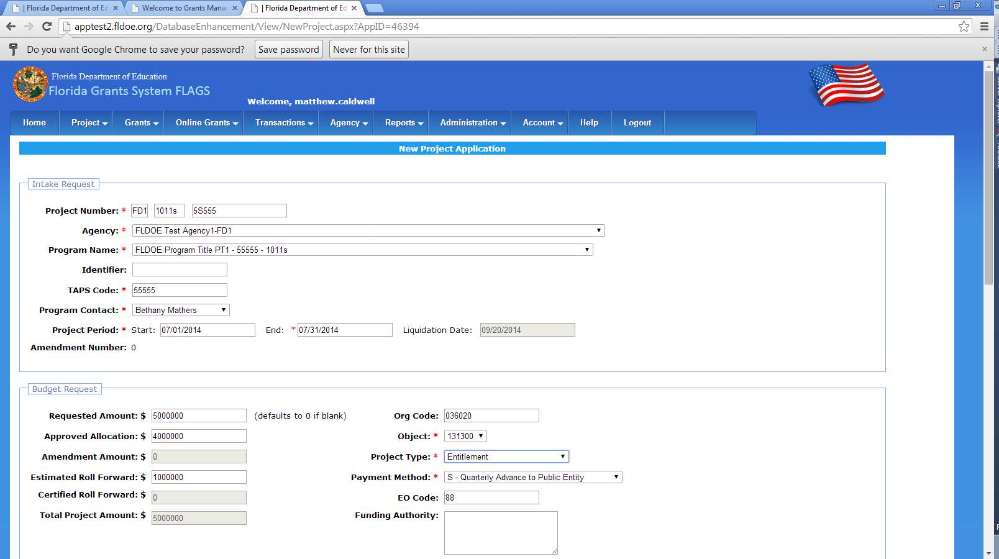 | Florida Department of Ed
Welcome to Grants Mana
| Florida Department of Ed
apptest2.fldoe.org/DatabaseEnhancement/View/NewProject.aspx?AppID=46394
Do you want Google Chrome to save your password? Save password Never for this site
Florida Department of Education
Florida Grants System FLAGS
Welcome, matthew.caldwell
Home Project Grants Online Grants Transactions Agency Reports Administration Account Help Logout
New Project Application
Intake Request
Project Number: * FD1 1011s 5S555
Agency: * FLDOE Test Agency1-FD1
Program Name: * FLDOE Program Title PT1 - 55555 - 1011s
Identifier:
TAPS Code: * 55555
Program Contact: * Bethany Mathers
Project Period: * Start: 07/01/2014 End: * 07/31/2014 Liquidation Date: 09/20/2014
Amendment Number: 0
Budget Request
Requested Amount: $ 5000000 (defaults to 0 if blank) Org Code: 036020
Approved Allocation: $ 4000000 Object: * 131300
Amendment Amount: $ 0 Project Type: * Entitlement
Estimated Roll Forward: $ 1000000 Payment Method: * S - Quarterly Advance to Public Entity
Certified Roll Forward: $ 0 EO Code: 88
Total Project Amount: $ 5000000 Funding Authority: